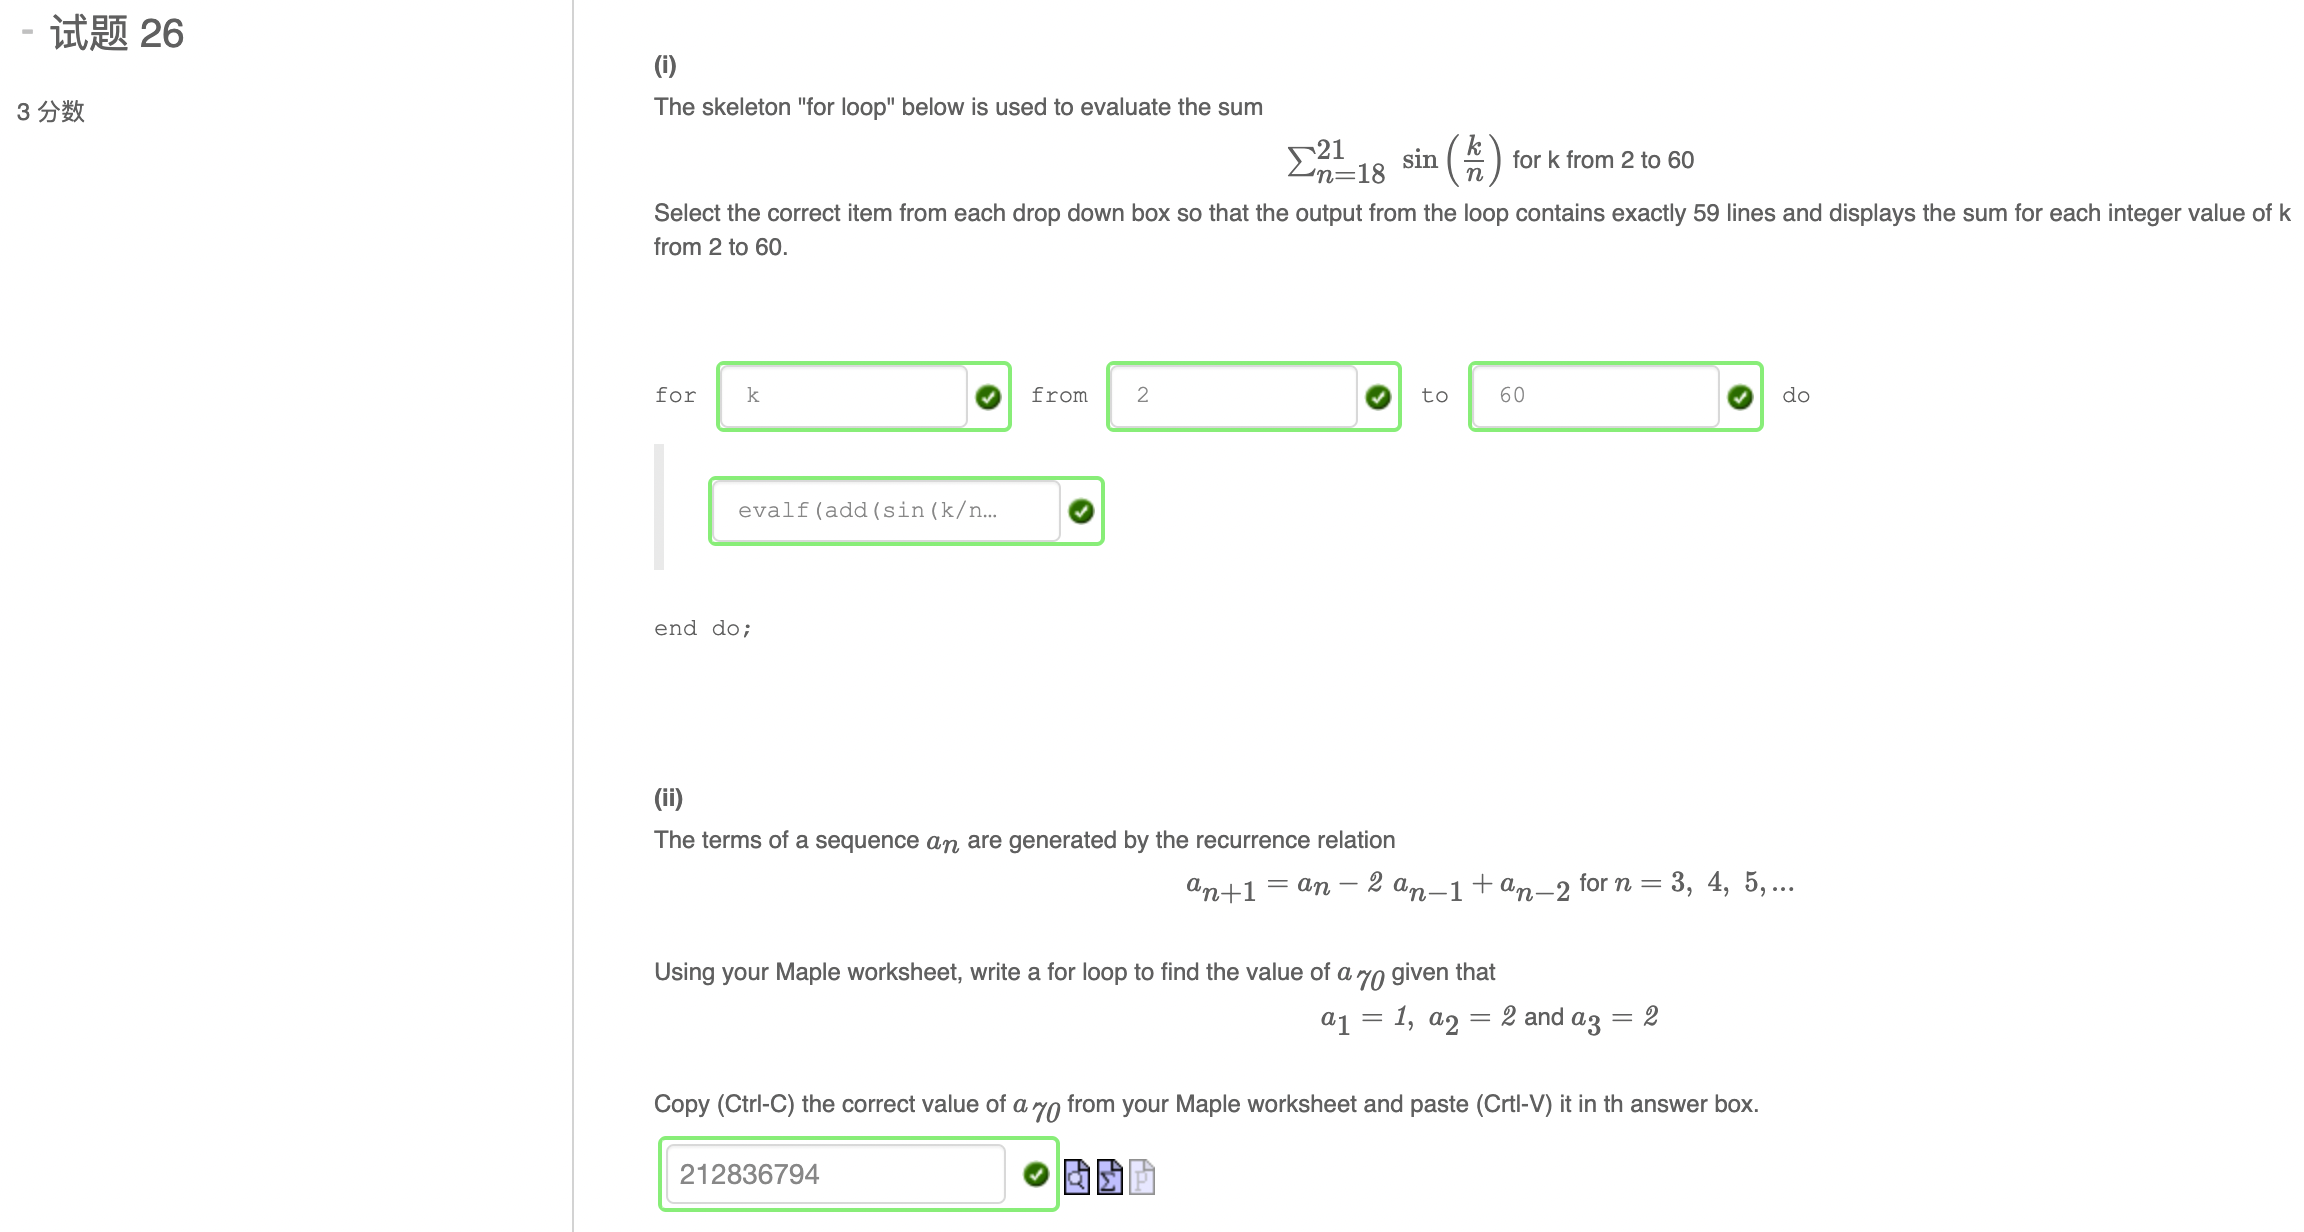 - 试题 26
3 分数
(i)
The skeleton "for loop" below is used to evaluate the sum
∑_{n=18}^{21} sin(k/n) for k from 2 to 60
Select the correct item from each drop down box so that the output from the loop contains exactly 59 lines and displays the sum for each integer value of k
from 2 to 60.
for k from 2 to 60 do
evalf(add(sin(k/n...
end do;
(ii)
The terms of a sequence a_n are generated by the recurrence relation
a_{n+1} = a_n − 2 a_{n−1} + a_{n−2} for n = 3, 4, 5, ...
Using your Maple worksheet, write a for loop to find the value of a_{70} given that
a_1 = 1, a_2 = 2 and a_3 = 2
Copy (Ctrl-C) the correct value of a_{70} from your Maple worksheet and paste (Crtl-V) it in th answer box.
212836794